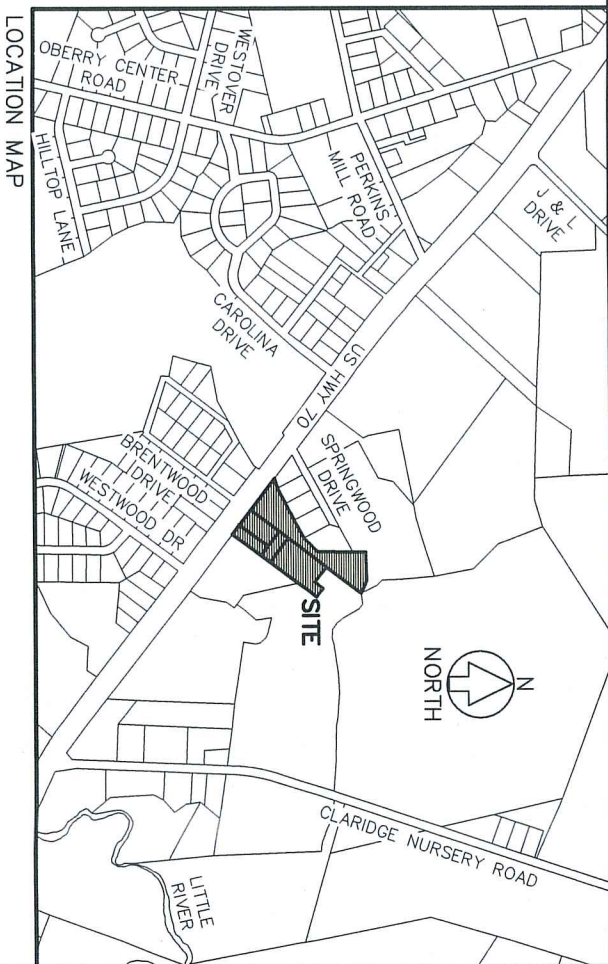 J & L
DRIVE
US HWY 70
PERKINS
MILL ROAD
WESTOVER
DRIVE
OBERRY CENTER
ROAD
HILLTOP LANE
CAROLINA
DRIVE
SPRINGWOOD
DRIVE
BRENTWOOD
DRIVE
WESTWOOD DR
SITE
N
NORTH
CLARIDGE NURSERY ROAD
LITTLE
RIVER
LOCATION MAP